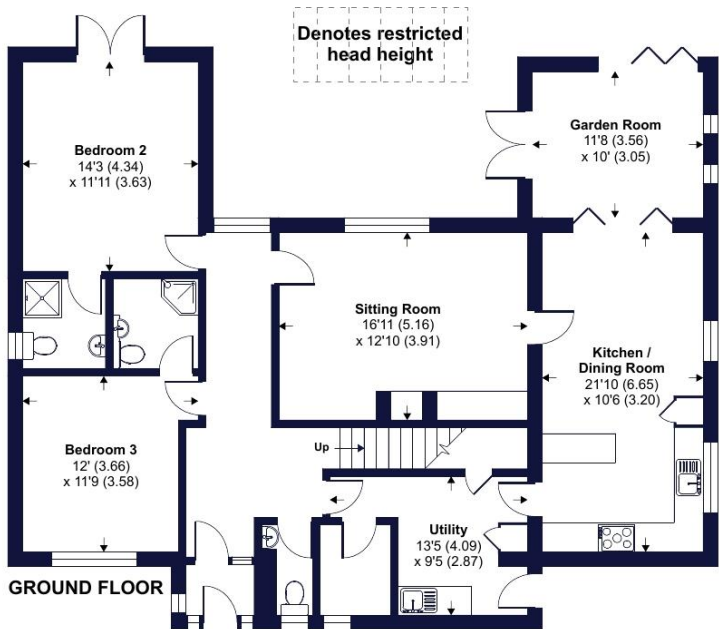 Denotes restricted
head height
Bedroom 2
14'3 (4.34)
x 11'11 (3.63)
Garden Room
11'8 (3.56)
x 10' (3.05)
Sitting Room
16'11 (5.16)
x 12'10 (3.91)
Kitchen /
Dining Room
21'10 (6.65)
x 10'6 (3.20)
Up
Bedroom 3
12' (3.66)
x 11'9 (3.58)
Utility
13'5 (4.09)
x 9'5 (2.87)
GROUND FLOOR